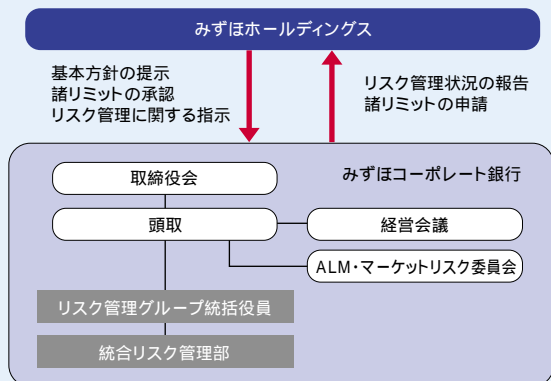 みずほホールディングス
基本方針の提示
諸リミットの承認
リスク管理に関する指示
リスク管理状況の報告
諸リミットの申請
みずほコーポレート銀行
取締役会
頭取
経営会議
ALM・マーケットリスク委員会
リスク管理グループ統括役員
統合リスク管理部